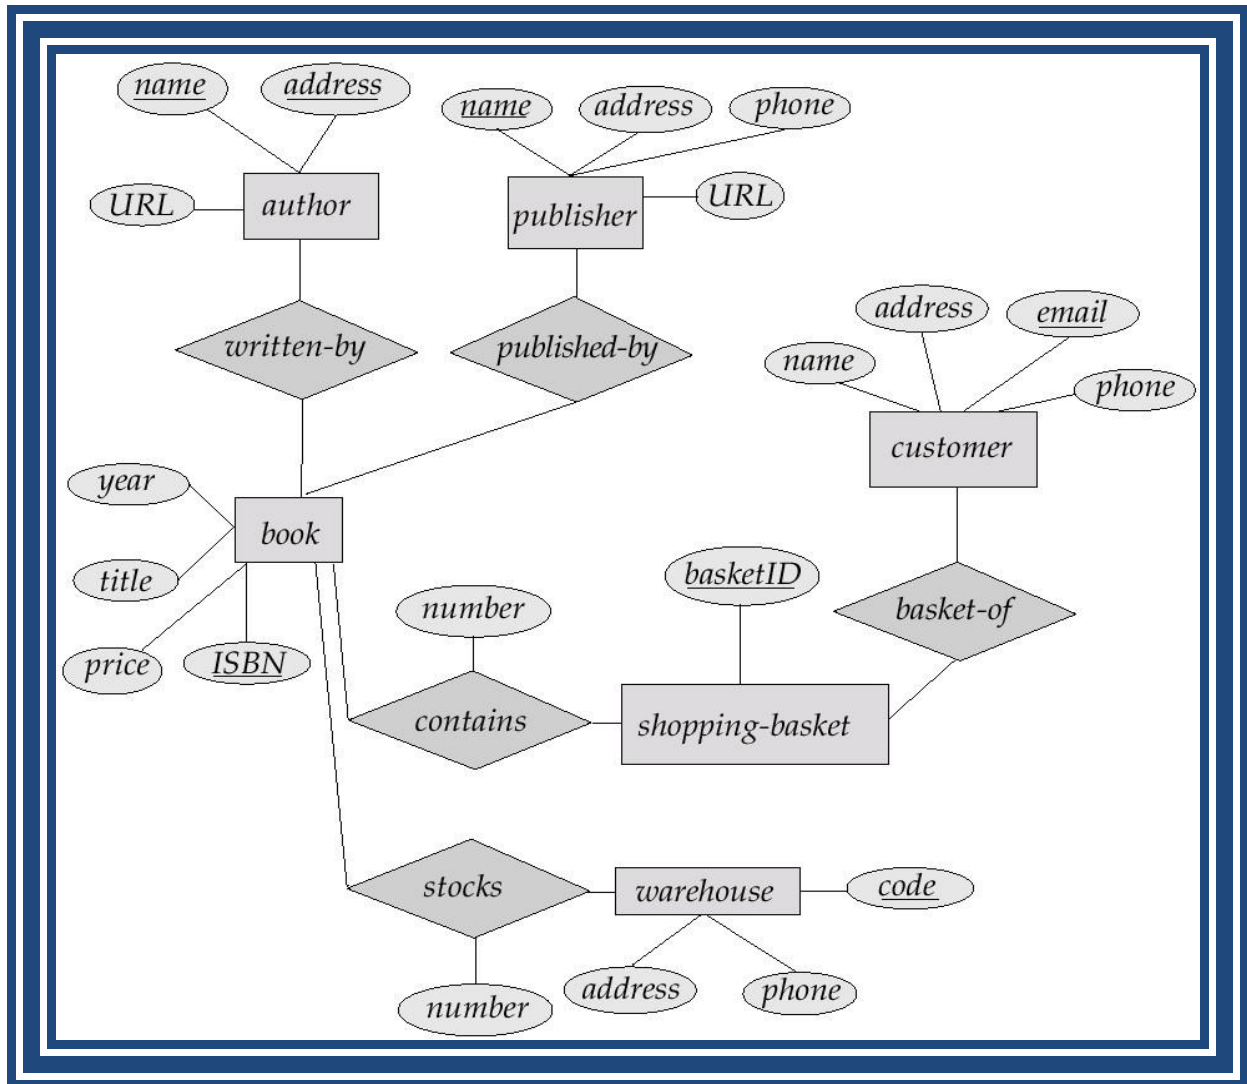 name
address
name
address
phone
URL
author
publisher
URL
written-by
published-by
address
email
name
phone
customer
year
book
title
basketID
number
basket-of
price
ISBN
contains
shopping-basket
stocks
warehouse
code
address
phone
number